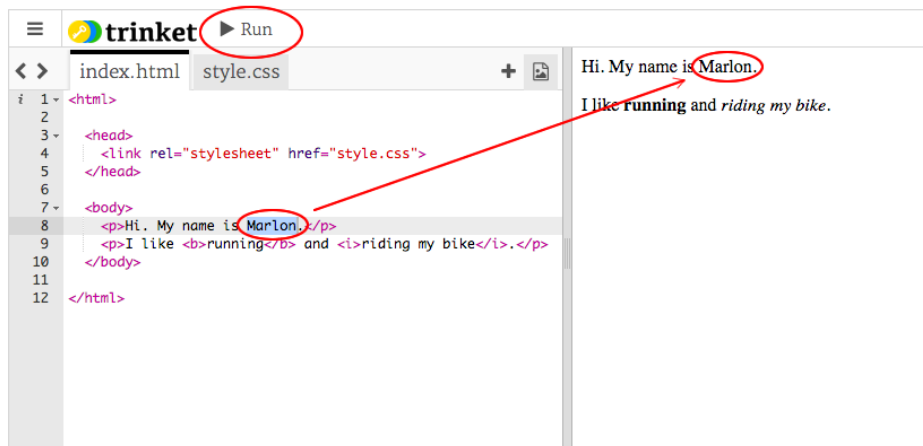 trinket Run
index.html style.css
i 1 <html>
2
3 <head>
4 <link rel="stylesheet" href="style.css">
5 </head>
6
7 <body>
8 <p>Hi. My name is Marlon.</p>
9 <p>I like <b>running</b> and <i>riding my bike</i>.</p>
10 </body>
11
12 </html>
Hi. My name is Marlon.
I like running and riding my bike.